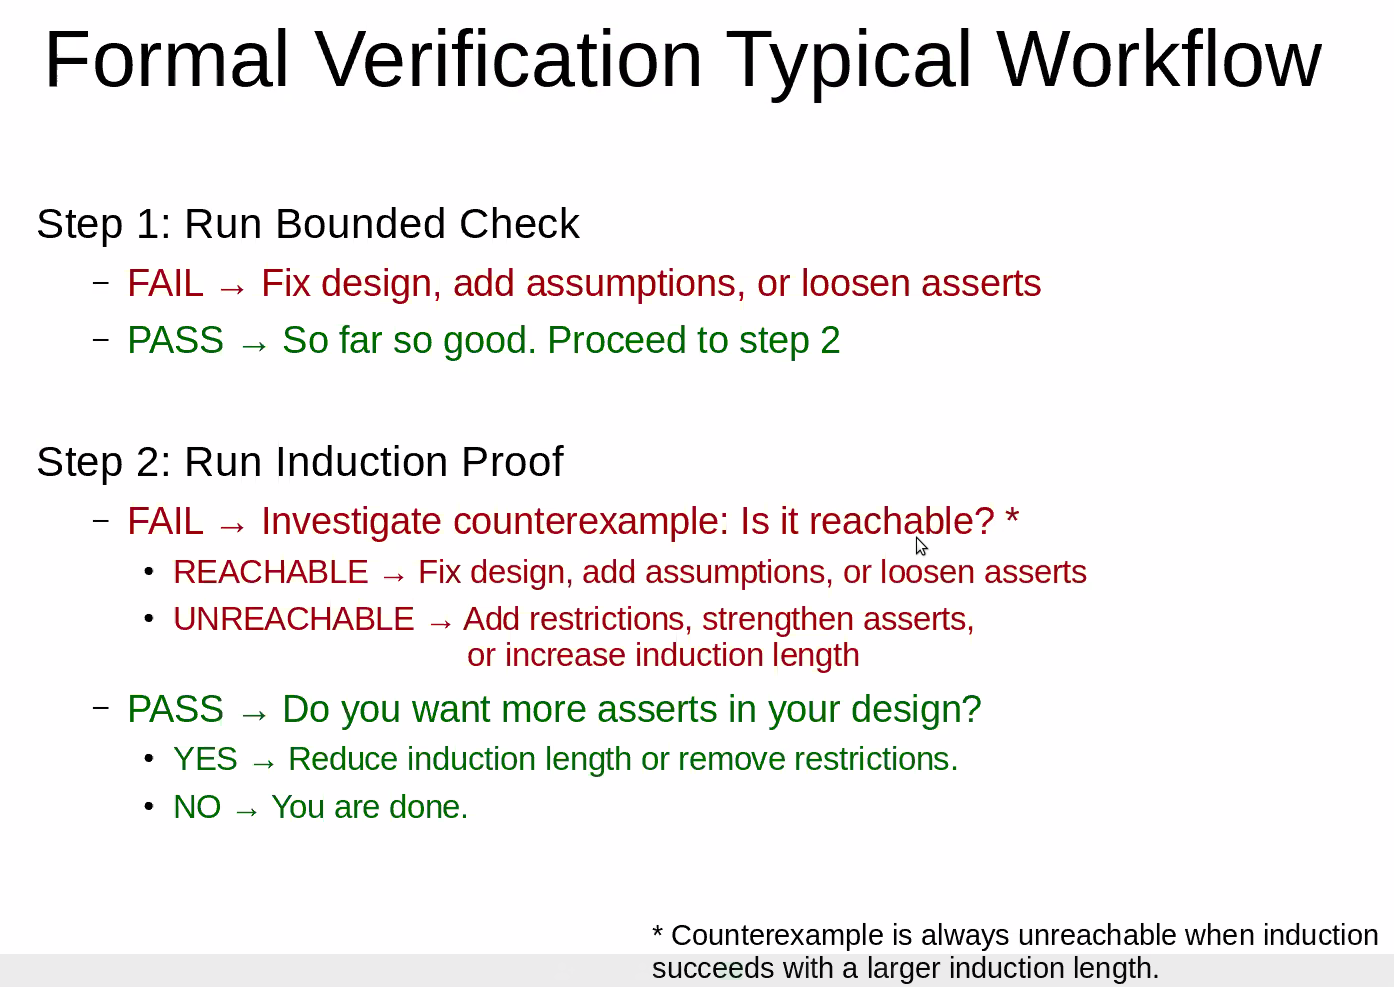 Formal Verification Typical Workflow
Step 1: Run Bounded Check
– FAIL → Fix design, add assumptions, or loosen asserts
– PASS → So far so good. Proceed to step 2
Step 2: Run Induction Proof
– FAIL → Investigate counterexample: Is it reachable? *
• REACHABLE → Fix design, add assumptions, or loosen asserts
• UNREACHABLE → Add restrictions, strengthen asserts,
or increase induction length
– PASS → Do you want more asserts in your design?
• YES → Reduce induction length or remove restrictions.
• NO → You are done.
* Counterexample is always unreachable when induction
succeeds with a larger induction length.